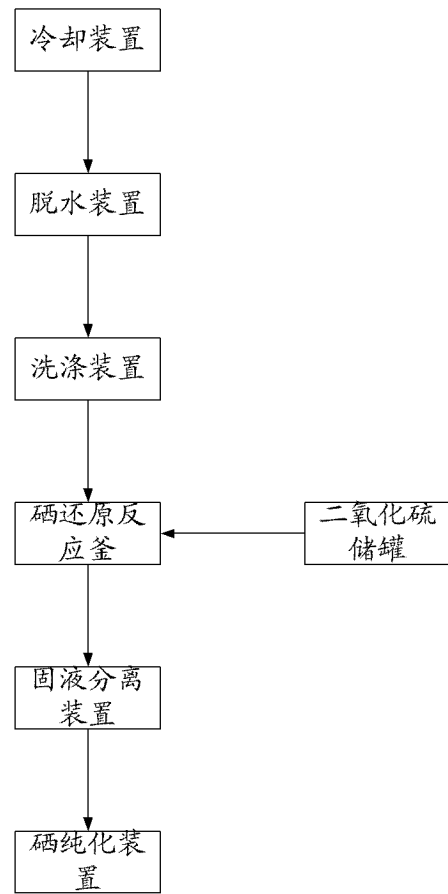 冷却装置
脱水装置
洗涤装置
硒还原反
应釜
二氧化硫
储罐
固液分离
装置
硒纯化装
置